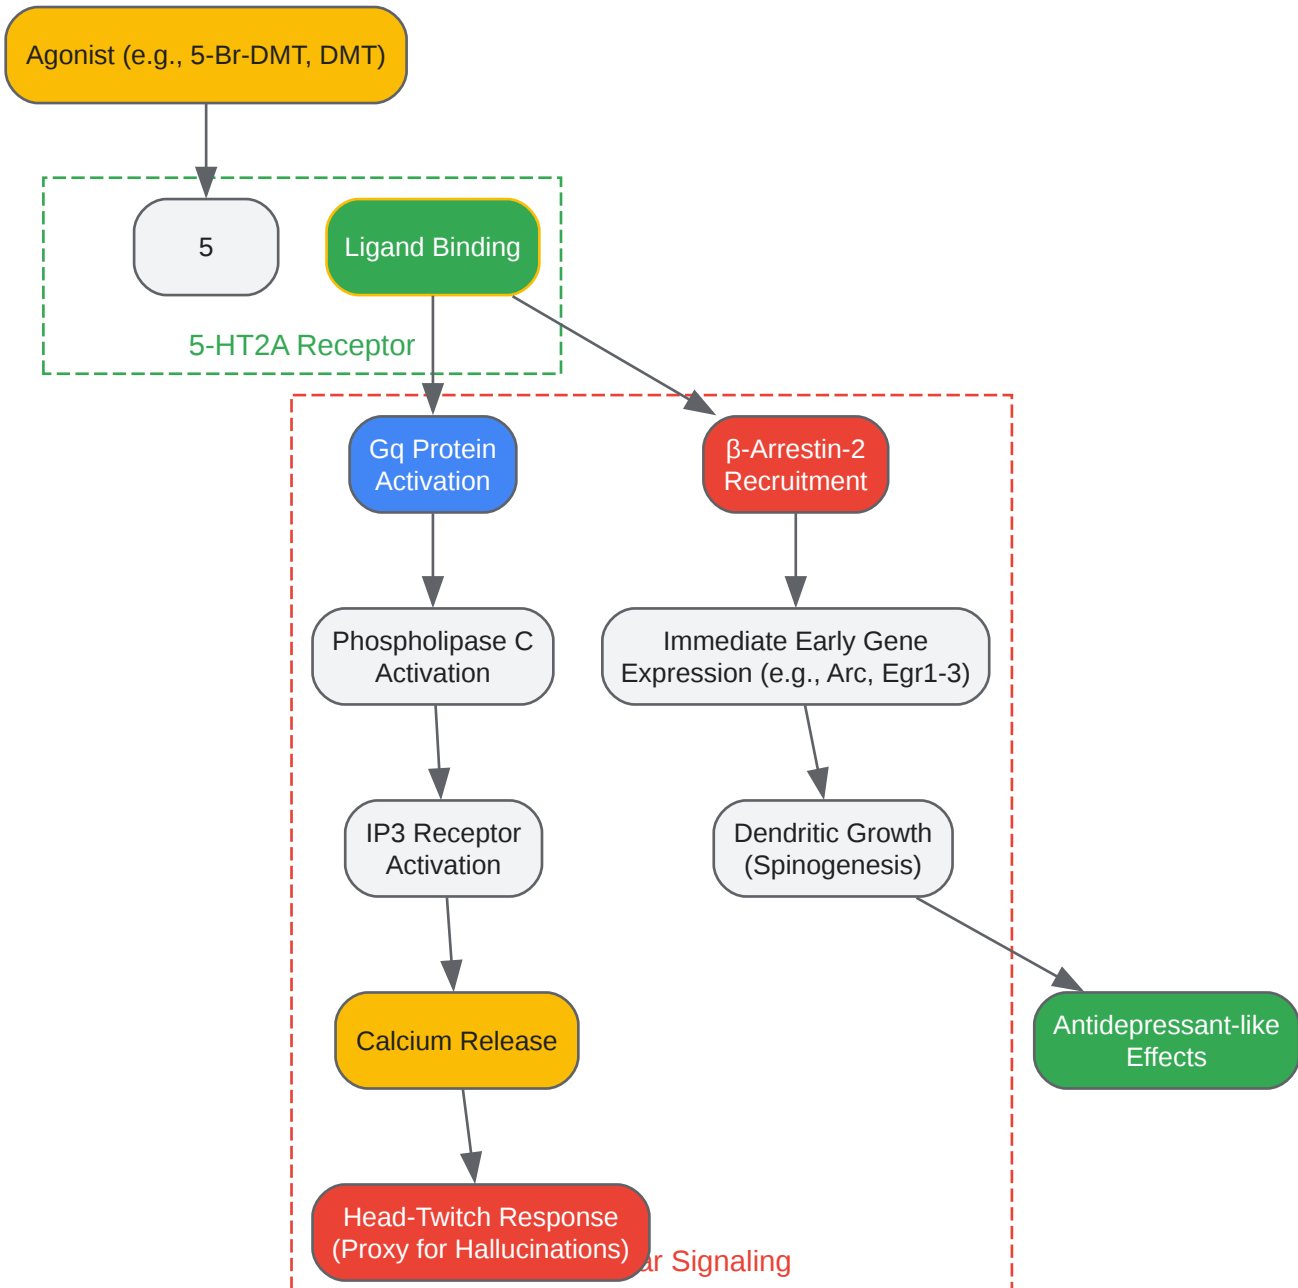 Agonist (e.g., 5-Br-DMT, DMT)
5
Ligand Binding
5-HT2A Receptor
Gq Protein
Activation
β-Arrestin-2
Recruitment
Phospholipase C
Activation
Immediate Early Gene
Expression (e.g., Arc, Egr1-3)
IP3 Receptor
Activation
Dendritic Growth
(Spinogenesis)
Calcium Release
Antidepressant-like
Effects
Head-Twitch Response
(Proxy for Hallucinations)
Signaling